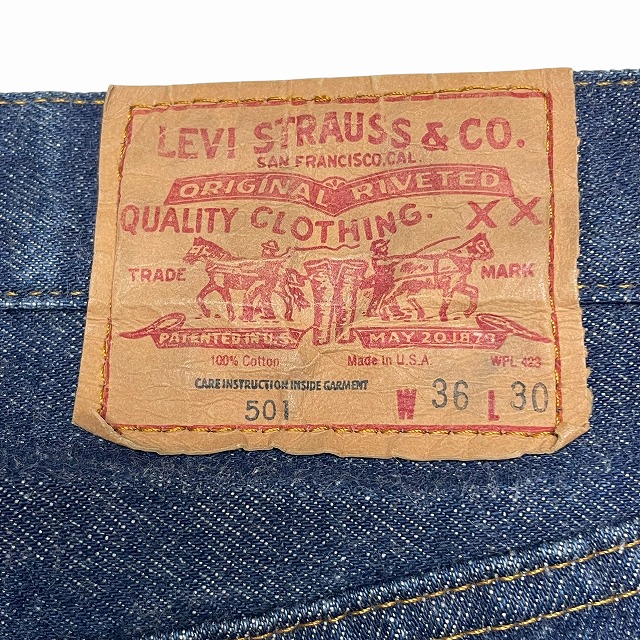 LEVI STRAUSS & CO.
SAN FRANCISCO, CAL.
ORIGINAL RIVETED
QUALITY CLOTHING. XX
TRADE MARK
PATENTED IN U.S. MAY 20 1873
100% Cotton Made in U.S.A. WPL 423
CARE INSTRUCTION INSIDE GARMENT
501 W 36 L 30